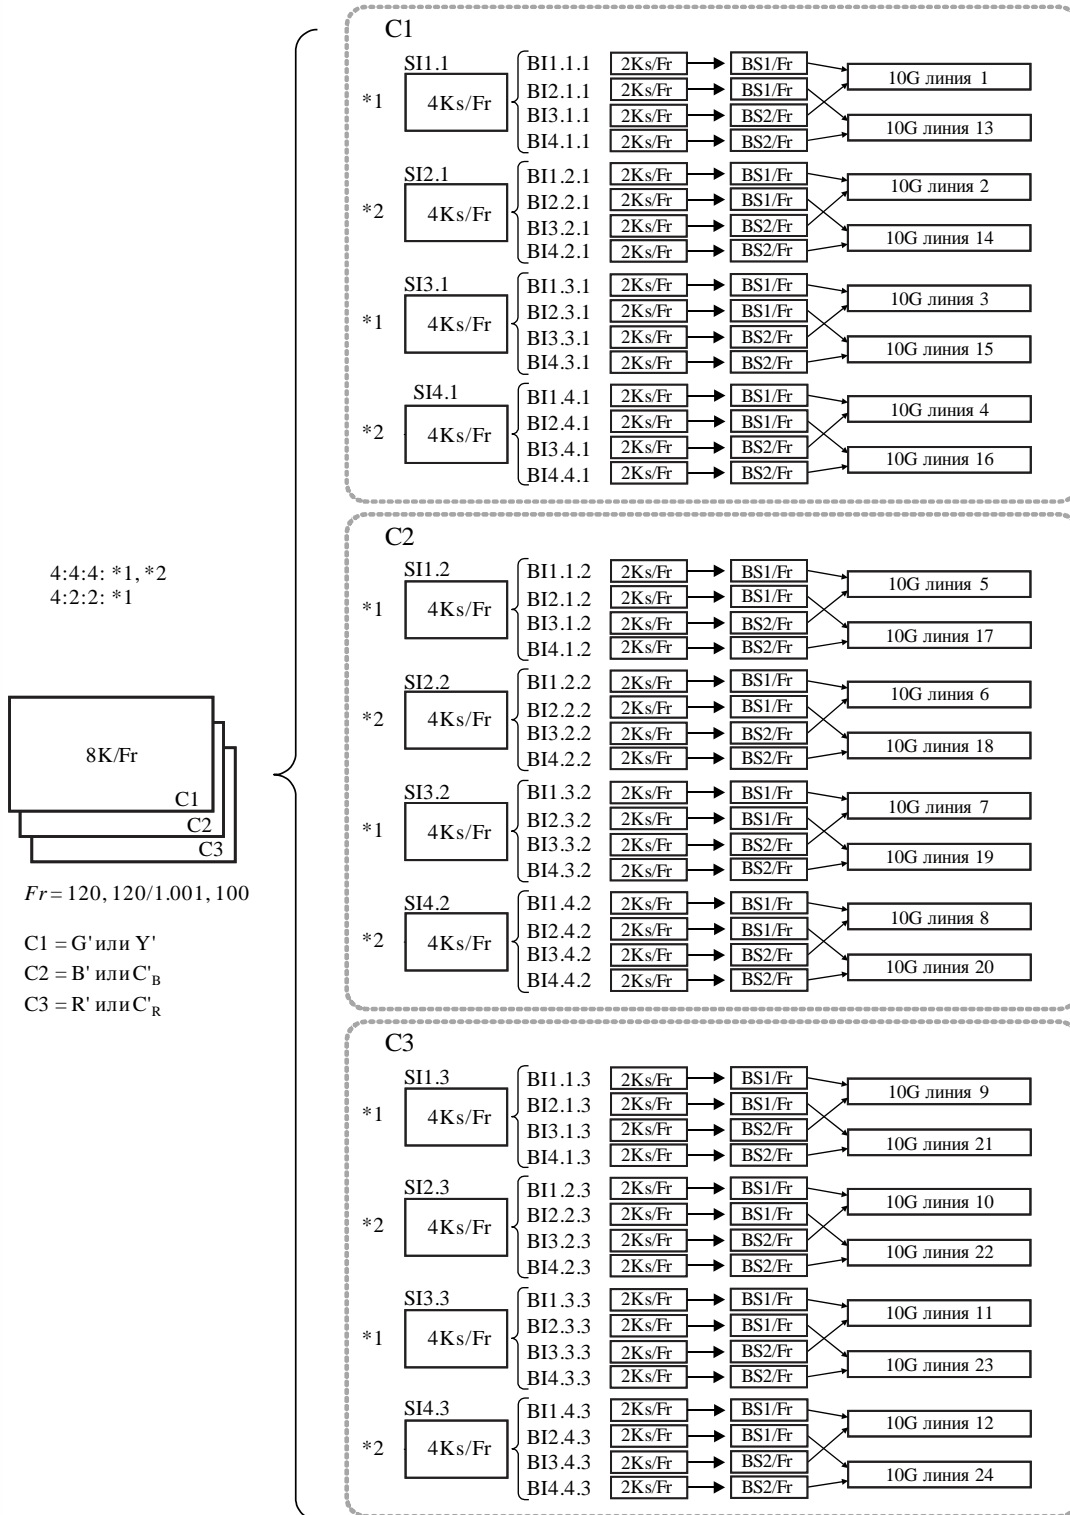 4:4:4: *1, *2
4:2:2: *1
8K/Fr
C1
C2
C3
Fr = 120, 120/1.001, 100
C1 = G' или Y'
C2 = B' или C'B
C3 = R' или C'R
C1
*1
SI1.1
4Ks/Fr
BI1.1.1 2Ks/Fr BS1/Fr
BI2.1.1 2Ks/Fr BS1/Fr
BI3.1.1 2Ks/Fr BS2/Fr
BI4.1.1 2Ks/Fr BS2/Fr
10G линия 1
10G линия 13
*2
SI2.1
4Ks/Fr
BI1.2.1 2Ks/Fr BS1/Fr
BI2.2.1 2Ks/Fr BS1/Fr
BI3.2.1 2Ks/Fr BS2/Fr
BI4.2.1 2Ks/Fr BS2/Fr
10G линия 2
10G линия 14
*1
SI3.1
4Ks/Fr
BI1.3.1 2Ks/Fr BS1/Fr
BI2.3.1 2Ks/Fr BS1/Fr
BI3.3.1 2Ks/Fr BS2/Fr
BI4.3.1 2Ks/Fr BS2/Fr
10G линия 3
10G линия 15
*2
SI4.1
4Ks/Fr
BI1.4.1 2Ks/Fr BS1/Fr
BI2.4.1 2Ks/Fr BS1/Fr
BI3.4.1 2Ks/Fr BS2/Fr
BI4.4.1 2Ks/Fr BS2/Fr
10G линия 4
10G линия 16
C2
*1
SI1.2
4Ks/Fr
BI1.1.2 2Ks/Fr BS1/Fr
BI2.1.2 2Ks/Fr BS1/Fr
BI3.1.2 2Ks/Fr BS2/Fr
BI4.1.2 2Ks/Fr BS2/Fr
10G линия 5
10G линия 17
*2
SI2.2
4Ks/Fr
BI1.2.2 2Ks/Fr BS1/Fr
BI2.2.2 2Ks/Fr BS1/Fr
BI3.2.2 2Ks/Fr BS2/Fr
BI4.2.2 2Ks/Fr BS2/Fr
10G линия 6
10G линия 18
*1
SI3.2
4Ks/Fr
BI1.3.2 2Ks/Fr BS1/Fr
BI2.3.2 2Ks/Fr BS1/Fr
BI3.3.2 2Ks/Fr BS2/Fr
BI4.3.2 2Ks/Fr BS2/Fr
10G линия 7
10G линия 19
*2
SI4.2
4Ks/Fr
BI1.4.2 2Ks/Fr BS1/Fr
BI2.4.2 2Ks/Fr BS1/Fr
BI3.4.2 2Ks/Fr BS2/Fr
BI4.4.2 2Ks/Fr BS2/Fr
10G линия 8
10G линия 20
C3
*1
SI1.3
4Ks/Fr
BI1.1.3 2Ks/Fr BS1/Fr
BI2.1.3 2Ks/Fr BS1/Fr
BI3.1.3 2Ks/Fr BS2/Fr
BI4.1.3 2Ks/Fr BS2/Fr
10G линия 9
10G линия 21
*2
SI2.3
4Ks/Fr
BI1.2.3 2Ks/Fr BS1/Fr
BI2.2.3 2Ks/Fr BS1/Fr
BI3.2.3 2Ks/Fr BS2/Fr
BI4.2.3 2Ks/Fr BS2/Fr
10G линия 10
10G линия 22
*1
SI3.3
4Ks/Fr
BI1.3.3 2Ks/Fr BS1/Fr
BI2.3.3 2Ks/Fr BS1/Fr
BI3.3.3 2Ks/Fr BS2/Fr
BI4.3.3 2Ks/Fr BS2/Fr
10G линия 11
10G линия 23
*2
SI4.3
4Ks/Fr
BI1.4.3 2Ks/Fr BS1/Fr
BI2.4.3 2Ks/Fr BS1/Fr
BI3.4.3 2Ks/Fr BS2/Fr
BI4.4.3 2Ks/Fr BS2/Fr
10G линия 12
10G линия 24